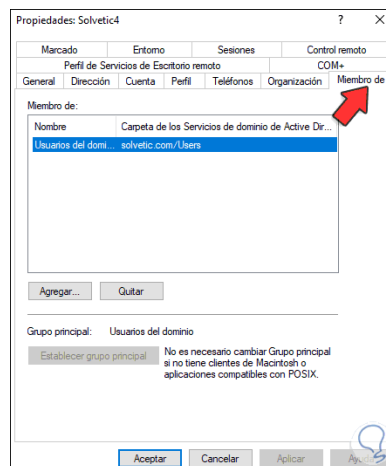 Propiedades: Solvetic4 ? X
Marcado Entorno Sesiones Control remoto
Perfil de Servicios de Escritorio remoto COM+
General Dirección Cuenta Perfil Teléfonos Organización Miembro de
Miembro de:
Nombre Carpeta de los Servicios de dominio de Active Dir...
Usuarios del domi... solvetic.com/Users
Agregar... Quitar
Grupo principal: Usuarios del dominio
Establecer grupo principal No es necesario cambiar Grupo principal
si no tiene clientes de Macintosh o
aplicaciones compatibles con POSIX.
Aceptar Cancelar Aplicar Ayuda